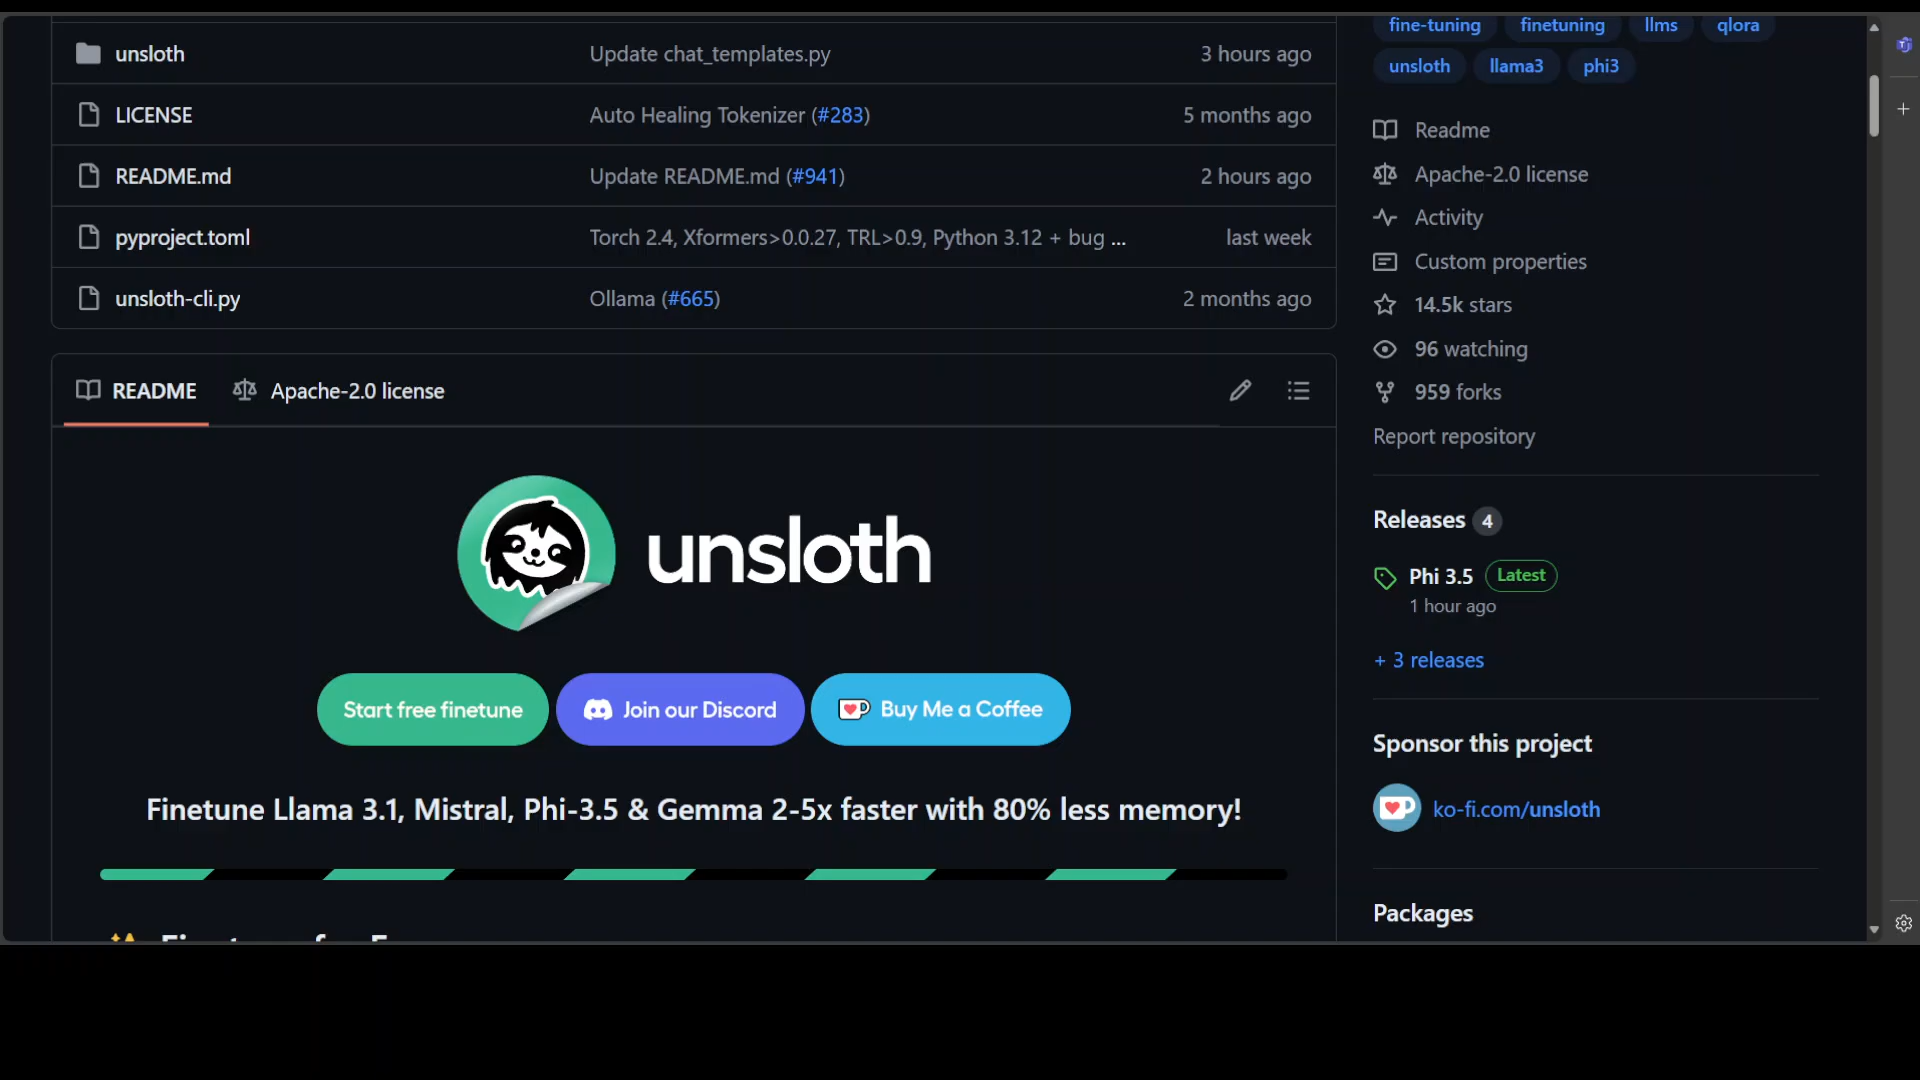 unsloth Update chat_templates.py 3 hours ago
LICENSE Auto Healing Tokenizer (#283) 5 months ago
README.md Update README.md (#941) 2 hours ago
pyproject.toml Torch 2.4, Xformers>0.0.27, TRL>0.9, Python 3.12 + bug ... last week
unsloth-cli.py Ollama (#665) 2 months ago
README Apache-2.0 license
unsloth
Start free finetune Join our Discord Buy Me a Coffee
Finetune Llama 3.1, Mistral, Phi-3.5 & Gemma 2-5x faster with 80% less memory!
fine-tuning finetuning llms qlora
unsloth llama3 phi3
Readme
Apache-2.0 license
Activity
Custom properties
14.5k stars
96 watching
959 forks
Report repository
Releases 4
Phi 3.5 Latest
1 hour ago
+ 3 releases
Sponsor this project
ko-fi.com/unsloth
Packages